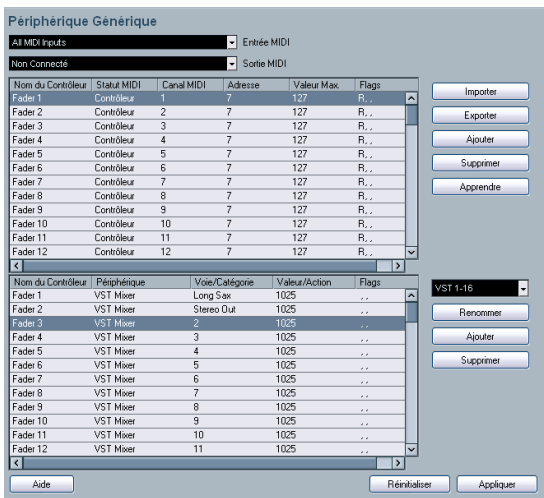 Périphérique Générique
All MIDI Inputs Entrée MIDI
Non Connecté Sortie MIDI
Nom du Contrôleur Statut MIDI Canal MIDI Adresse Valeur Max. Flags
Fader 1 Contrôleur 1 7 127 R, ,
Fader 2 Contrôleur 2 7 127 R, ,
Fader 3 Contrôleur 3 7 127 R, ,
Fader 4 Contrôleur 4 7 127 R, ,
Fader 5 Contrôleur 5 7 127 R, ,
Fader 6 Contrôleur 6 7 127 R, ,
Fader 7 Contrôleur 7 7 127 R, ,
Fader 8 Contrôleur 8 7 127 R, ,
Fader 9 Contrôleur 9 7 127 R, ,
Fader 10 Contrôleur 10 7 127 R, ,
Fader 11 Contrôleur 11 7 127 R, ,
Fader 12 Contrôleur 12 7 127 R, ,
Importer
Exporter
Ajouter
Supprimer
Apprendre
Nom du Contrôleur Périphérique Voie/Catégorie Valeur/Action Flags
Fader 1 VST Mixer Long Sax 1025 , ,
Fader 2 VST Mixer Stereo Out 1025 , ,
Fader 3 VST Mixer 2 1025 , ,
Fader 4 VST Mixer 3 1025 , ,
Fader 5 VST Mixer 4 1025 , ,
Fader 6 VST Mixer 5 1025 , ,
Fader 7 VST Mixer 6 1025 , ,
Fader 8 VST Mixer 7 1025 , ,
Fader 9 VST Mixer 8 1025 , ,
Fader 10 VST Mixer 9 1025 , ,
Fader 11 VST Mixer 10 1025 , ,
Fader 12 VST Mixer 11 1025 , ,
VST 1-16
Renommer
Ajouter
Supprimer
Aide Réinitialiser Appliquer